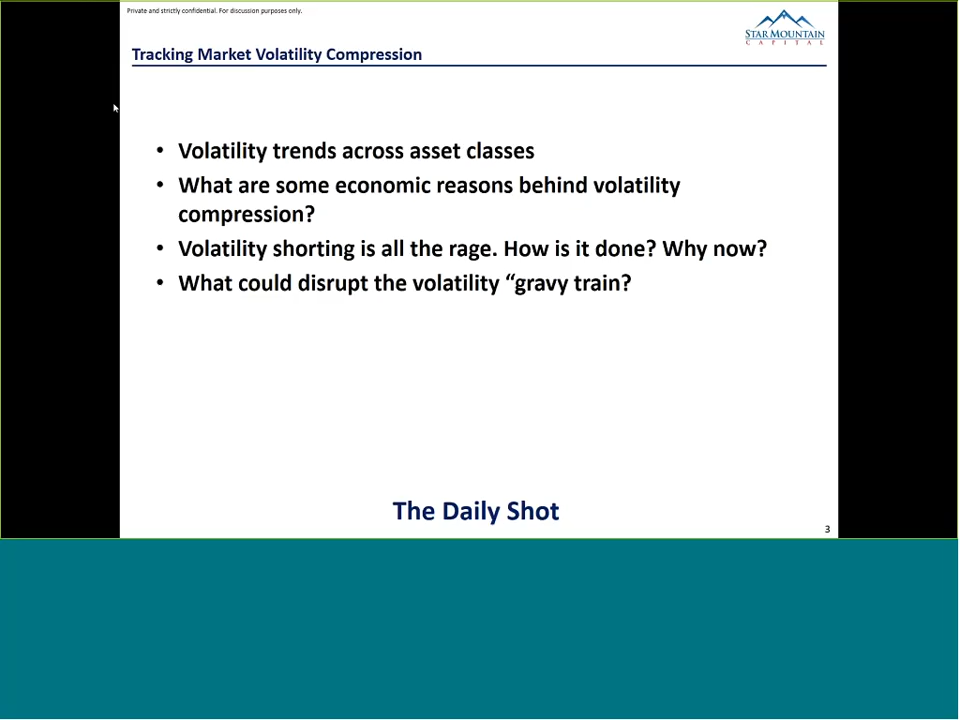 Private and strictly confidential. For discussion purposes only.
STAR MOUNTAIN
CAPITAL
Tracking Market Volatility Compression
• Volatility trends across asset classes
• What are some economic reasons behind volatility
compression?
• Volatility shorting is all the rage. How is it done? Why now?
• What could disrupt the volatility “gravy train?
The Daily Shot
3